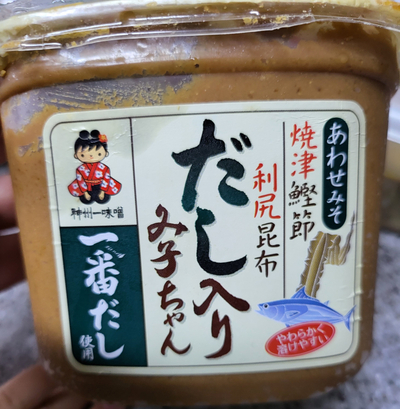 あわせみそ
焼津鰹節
利尻昆布
だし入り
み子ちゃん
神州一味噌
一番だし
使用
やわらかく
溶けやすい